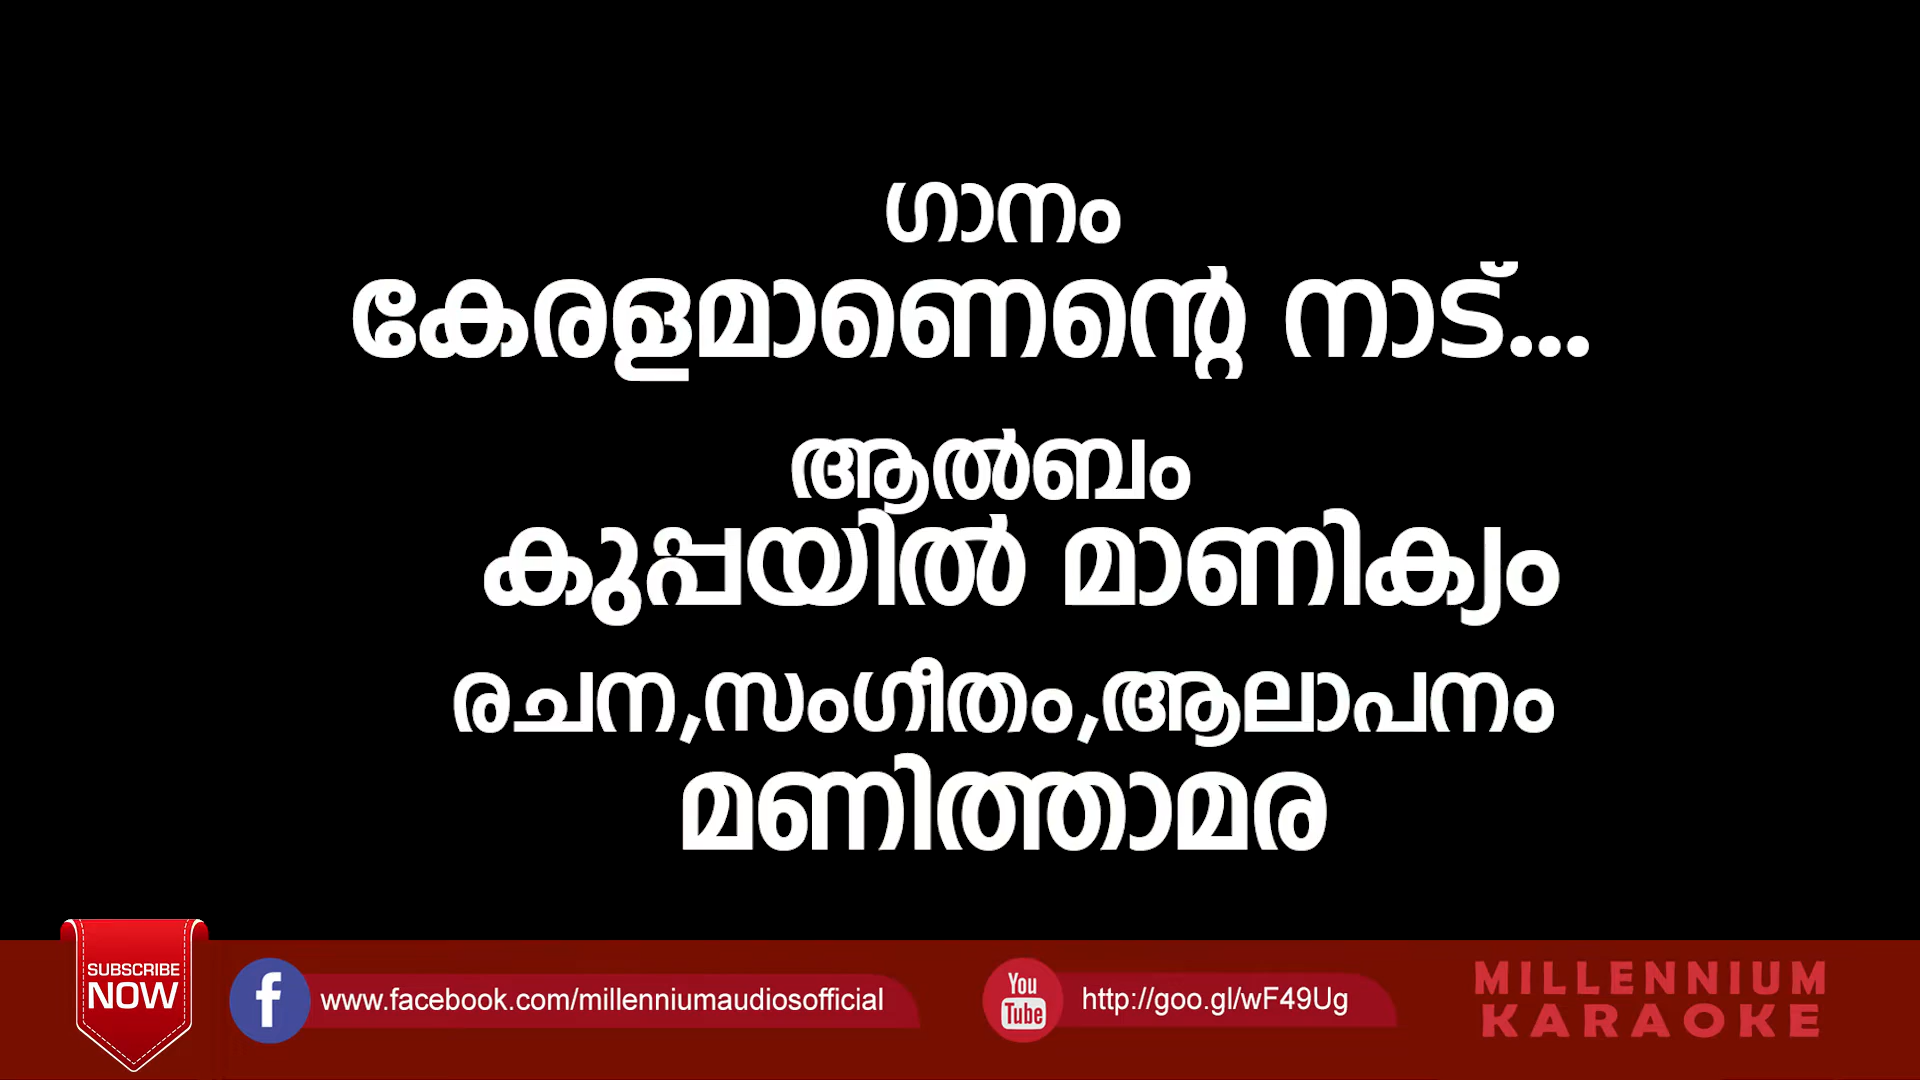 ഗാനം
കേരളമാണെന്റെ നാട്...
ആൽബം
കുപ്പയിൽ മാണിക്യം
രചന,സംഗീതം,ആലാപനം
മണിത്താമര
SUBSCRIBE
NOW
f www.facebook.com/millenniumaudiosofficial
You
Tube
http://goo.gl/wF49Ug
MILLENNIUM
KARAOKE